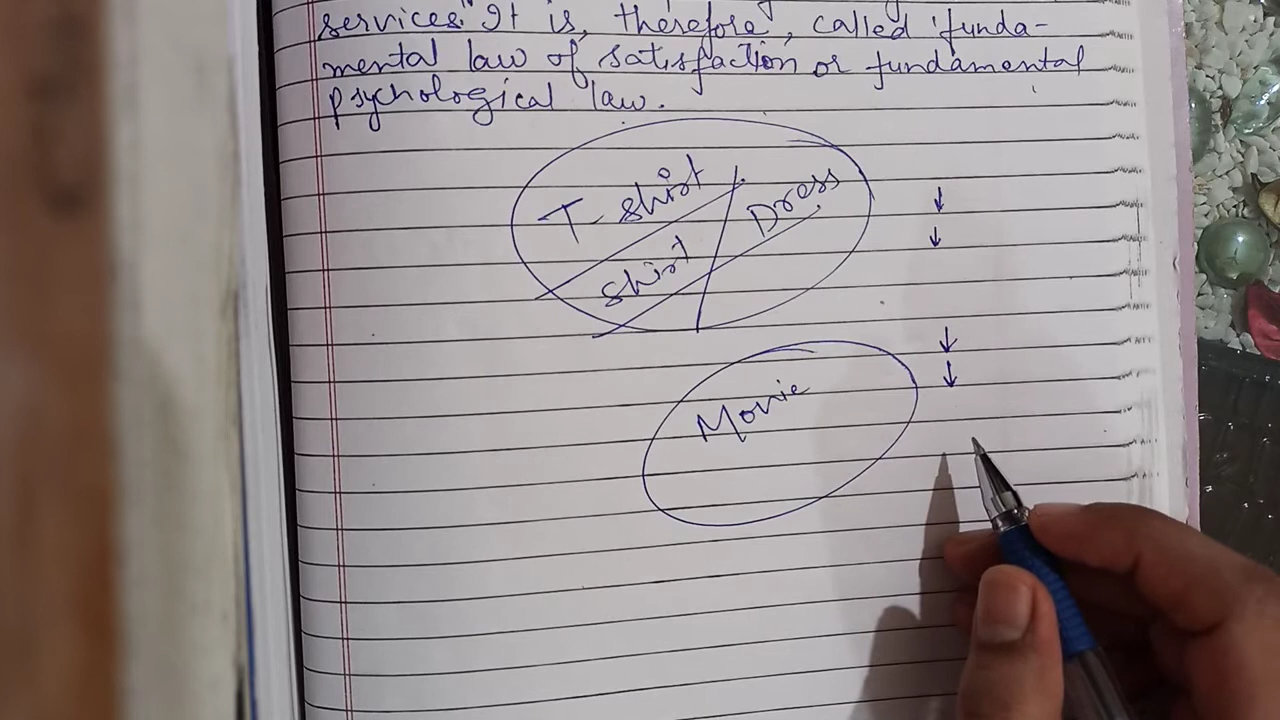 services. It is, therefore, called 'funda-
mental law of satisfaction or fundamental
psychological law.
T-shirt
Dress
Shirt
Movie